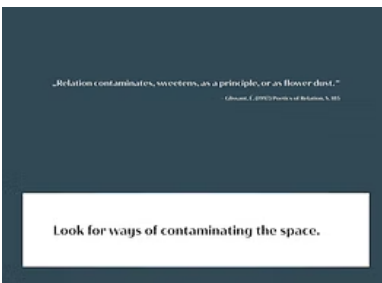 „Relation contaminates, sweetens, as a principle, or as flower dust.“
– Glissant, É. (1997) Poetics of Relation, S. 185
Look for ways of contaminating the space.